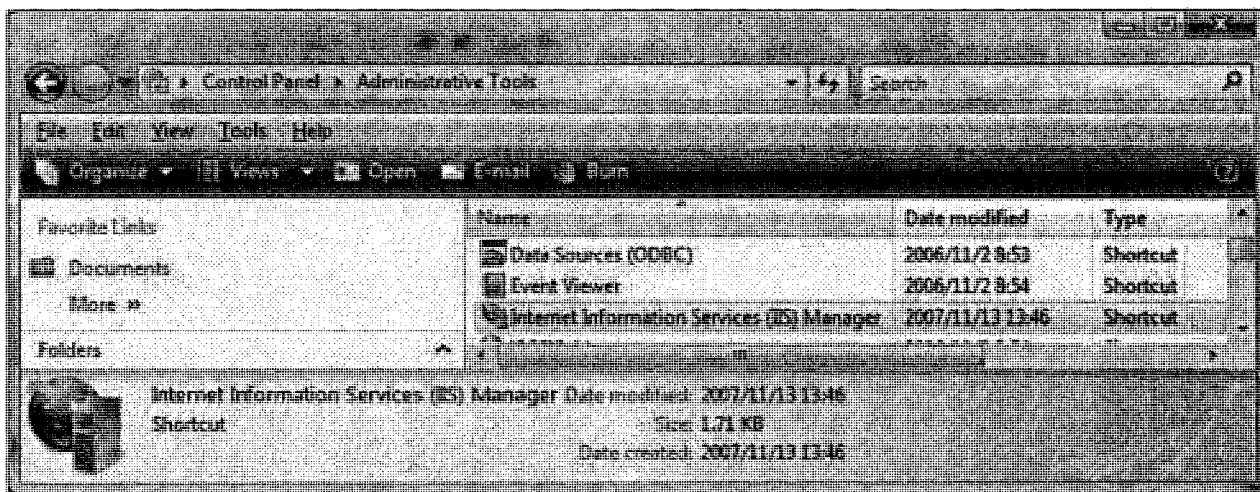 Control Panel ▸ Administrative Tools Search
File Edit View Tools Help
Organize Views Open E-mail Burn
Favorite Links
Documents
More »
Folders
Name Date modified Type
Data Sources (ODBC) 2006/11/2 8:53 Shortcut
Event Viewer 2006/11/2 8:54 Shortcut
Internet Information Services (IIS) Manager 2007/11/13 13:46 Shortcut
Internet Information Services (IIS) Manager Date modified: 2007/11/13 13:46
Shortcut Size: 1.71 KB
Date created: 2007/11/13 13:46